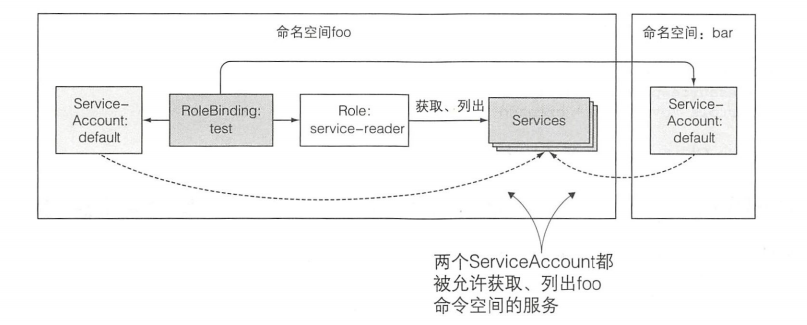 命名空间foo
命名空间：bar
Service-
Account:
default
RoleBinding:
test
Role:
service-reader
获取、列出
Services
Service-
Account:
default
两个ServiceAccount都
被允许获取、列出foo
命令空间的服务